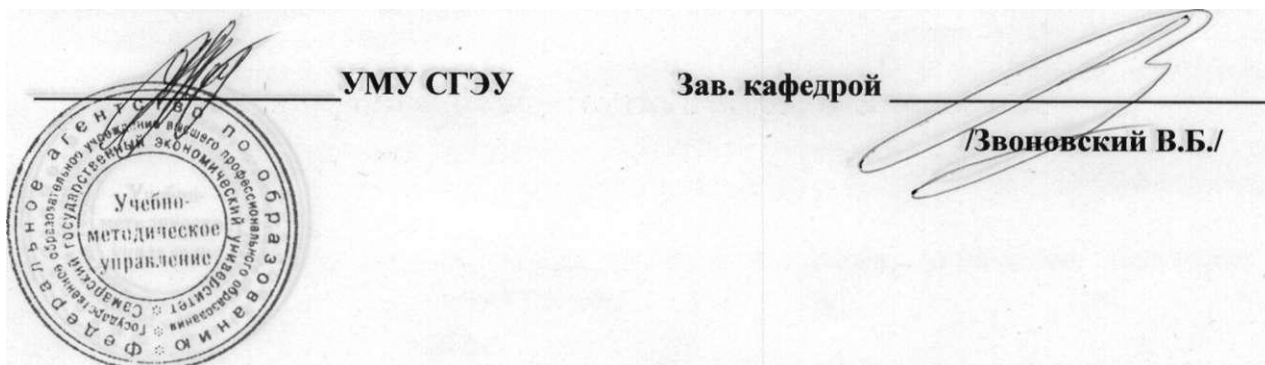 УМУ СГЭУ
Зав. кафедрой
/Звоновский В.Б./
Федеральное агентство по образованию
Государственное образовательное учреждение высшего профессионального образования
Самарский государственный экономический университет
Учебно-
методическое
управление